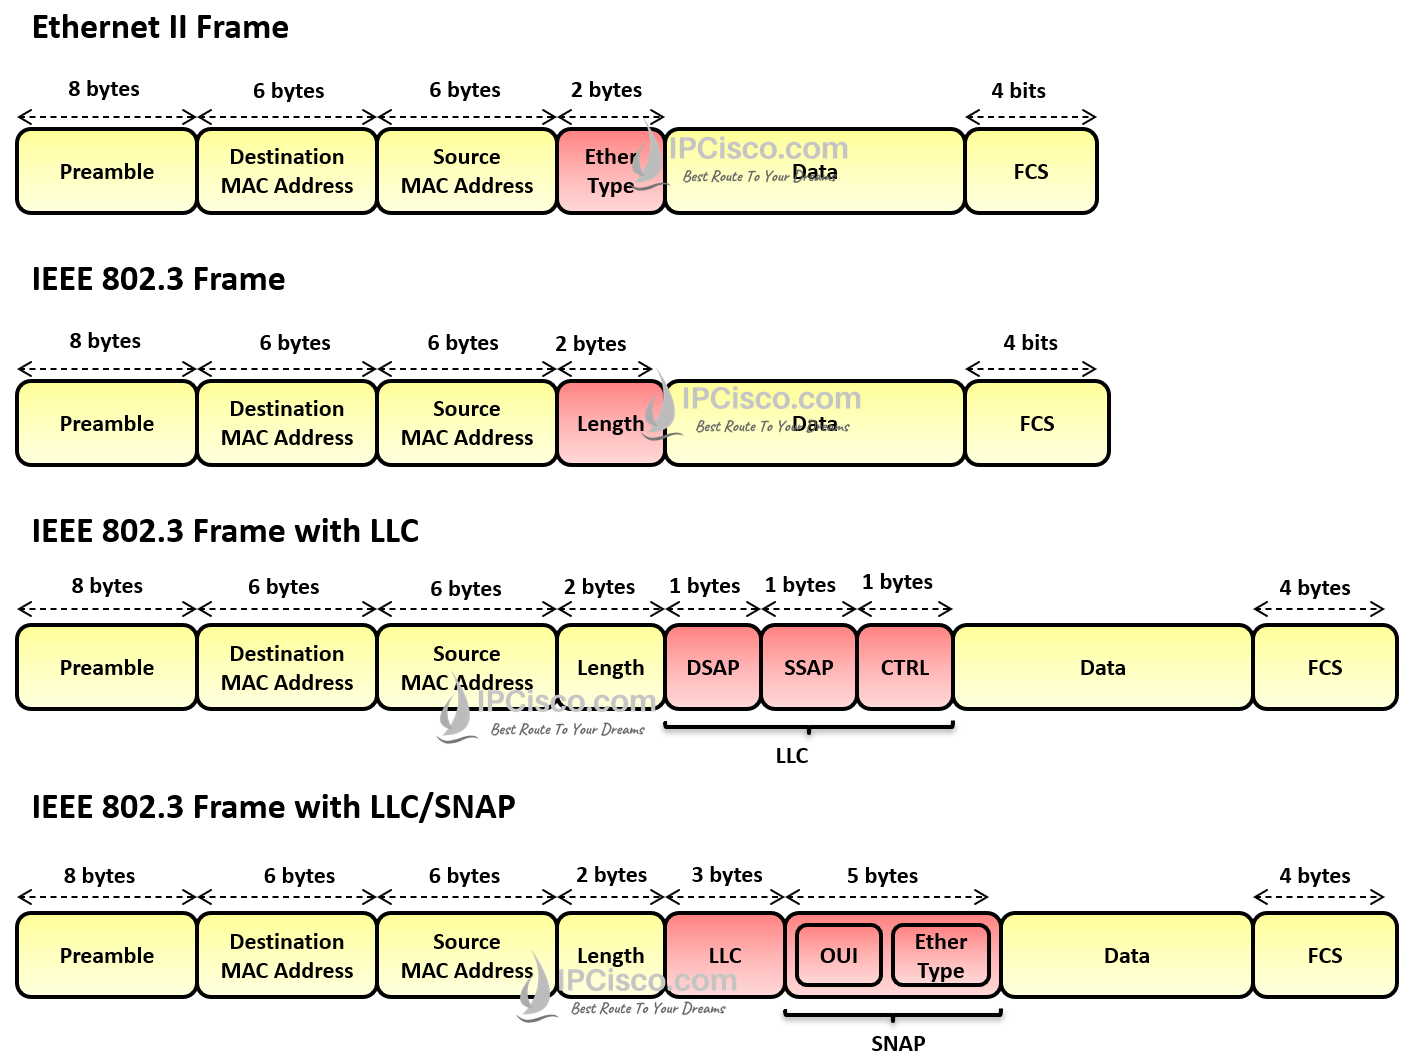 Ethernet II Frame
8 bytes 6 bytes 6 bytes 2 bytes 4 bits
Preamble Destination MAC Address Source MAC Address Ether Type Data FCS
IPCisco.com
Best Route To Your Dreams
IEEE 802.3 Frame
8 bytes 6 bytes 6 bytes 2 bytes 4 bits
Preamble Destination MAC Address Source MAC Address Length Data FCS
IPCisco.com
Best Route To Your Dreams
IEEE 802.3 Frame with LLC
8 bytes 6 bytes 6 bytes 2 bytes 1 bytes 1 bytes 1 bytes 4 bytes
Preamble Destination MAC Address Source MAC Address Length DSAP SSAP CTRL Data FCS
IPCisco.com
Best Route To Your Dreams
LLC
IEEE 802.3 Frame with LLC/SNAP
8 bytes 6 bytes 6 bytes 2 bytes 3 bytes 5 bytes 4 bytes
Preamble Destination MAC Address Source MAC Address Length LLC OUI Ether Type Data FCS
IPCisco.com
Best Route To Your Dreams
SNAP